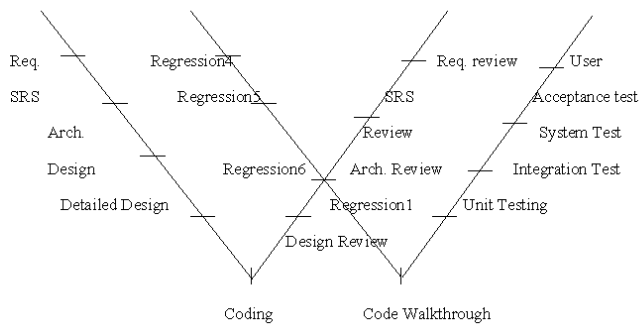 Req. Regression4 Req. review User
SRS Regression5 SRS Acceptance test
Arch. Review System Test
Design Regression6 Arch. Review Integration Test
Detailed Design Regression1 Unit Testing
Design Review
Coding Code Walkthrough